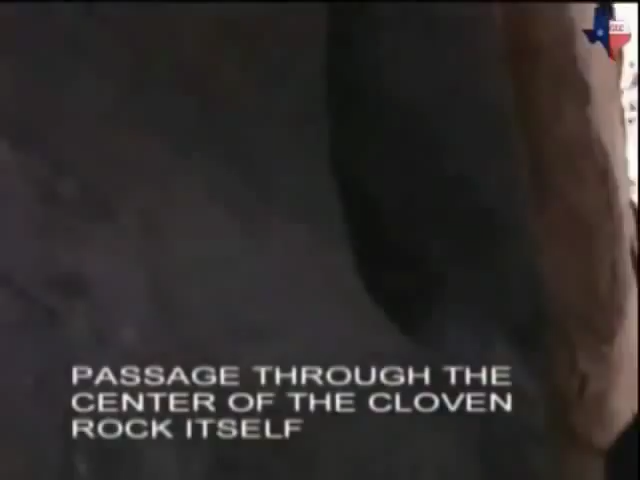 PASSAGE THROUGH THE
CENTER OF THE CLOVEN
ROCK ITSELF